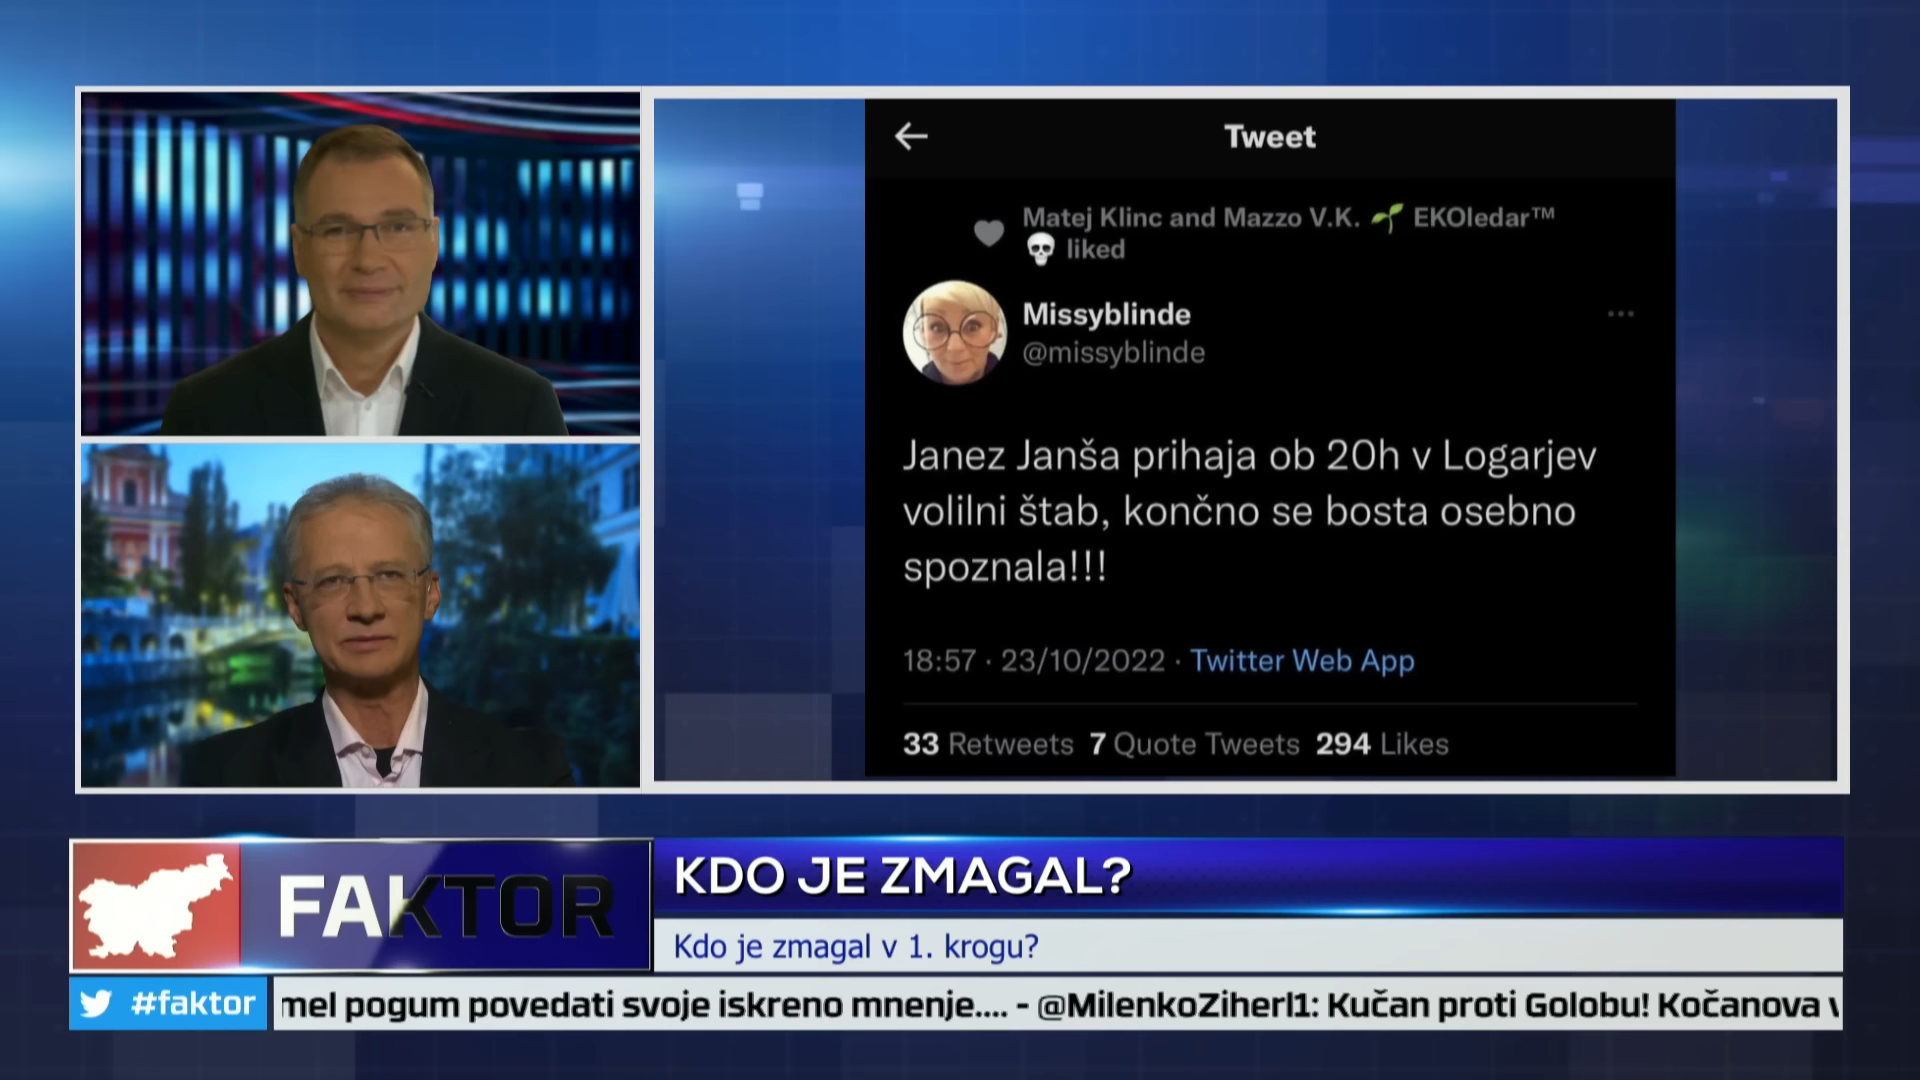 Tweet
Matej Klinc and Mazzo V.K. 🌱 EKOledar™
💀 liked
Missyblinde
@missyblinde
Janez Janša prihaja ob 20h v Logarjev
volilni štab, končno se bosta osebno
spoznala!!!
18:57 · 23/10/2022 · Twitter Web App
33 Retweets 7 Quote Tweets 294 Likes
FAKTOR
KDO JE ZMAGAL?
Kdo je zmagal v 1. krogu?
#faktor
mel pogum povedati svoje iskreno mnenje.... - @MilenkoZiherl1: Kučan proti Golobu! Kočanova